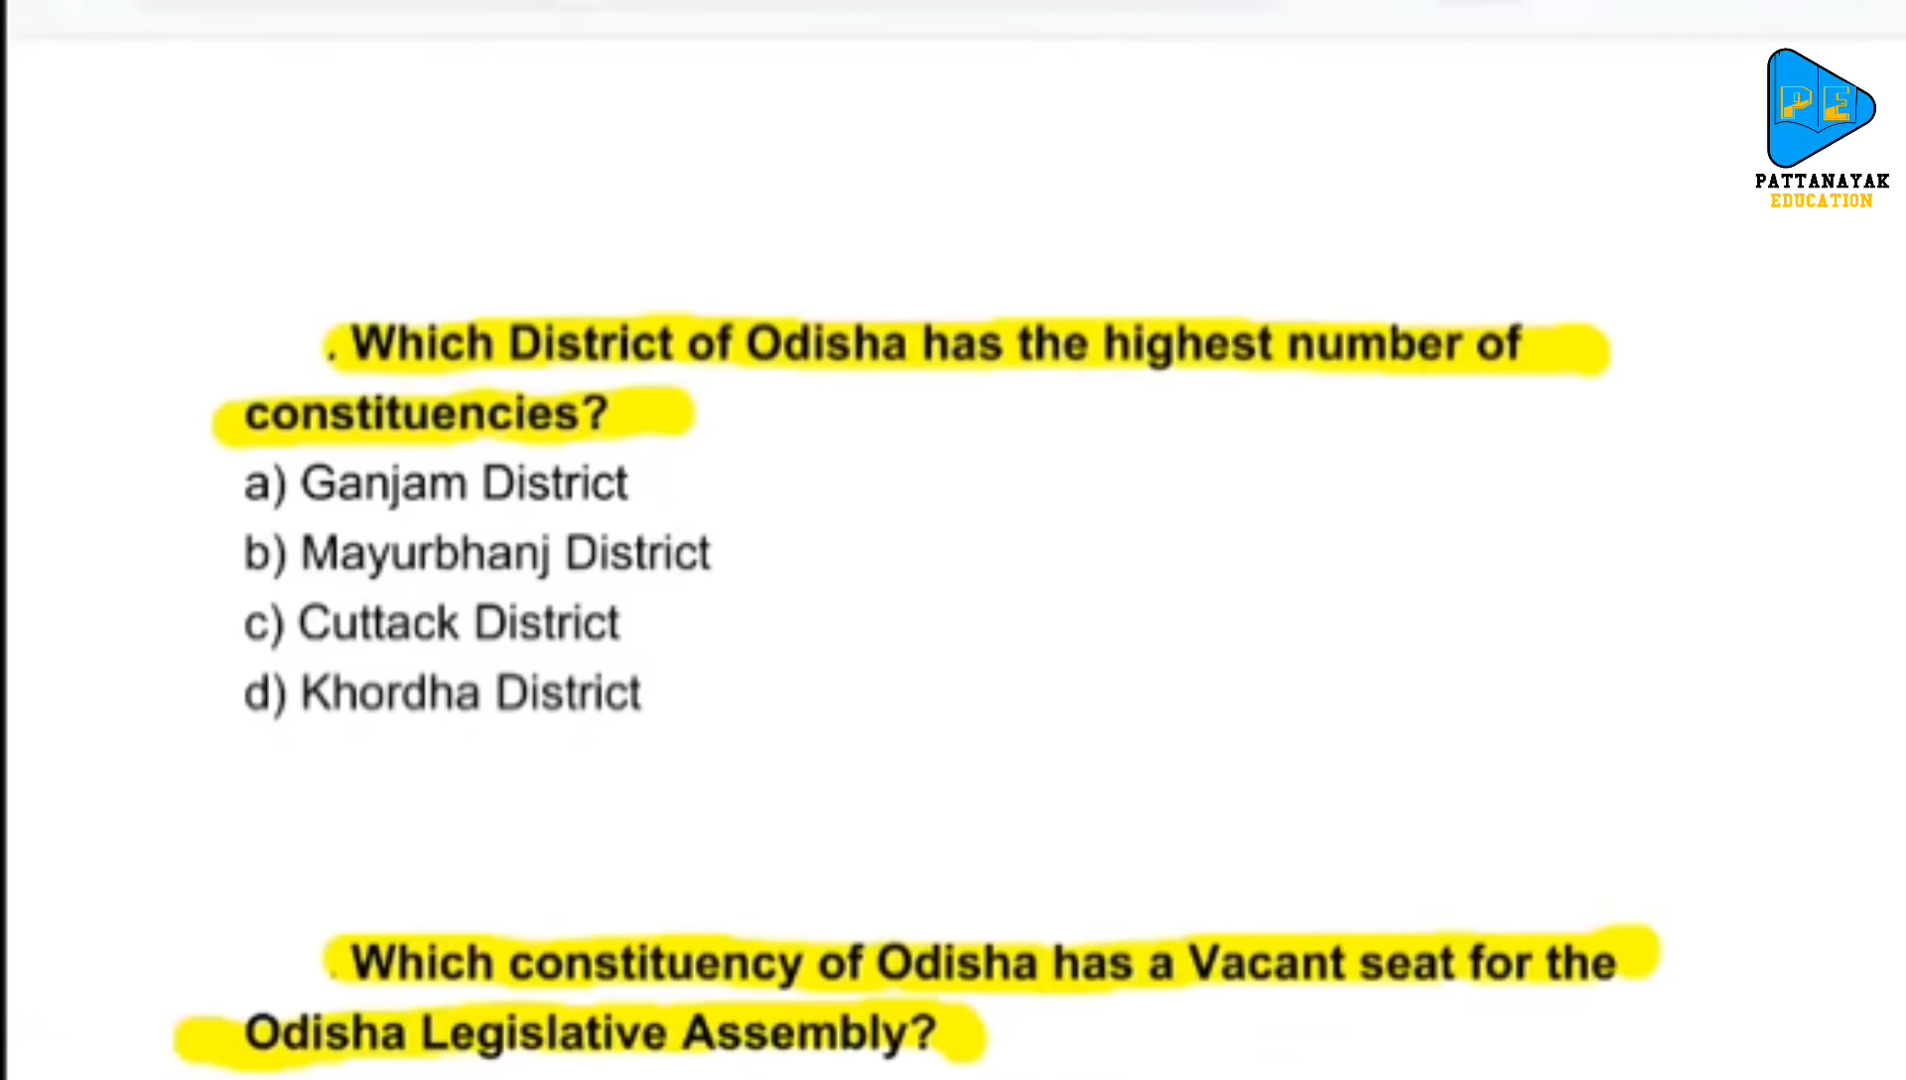 PE
PATTANAYAK
EDUCATION
. Which District of Odisha has the highest number of
constituencies?
a) Ganjam District
b) Mayurbhanj District
c) Cuttack District
d) Khordha District
. Which constituency of Odisha has a Vacant seat for the
Odisha Legislative Assembly?